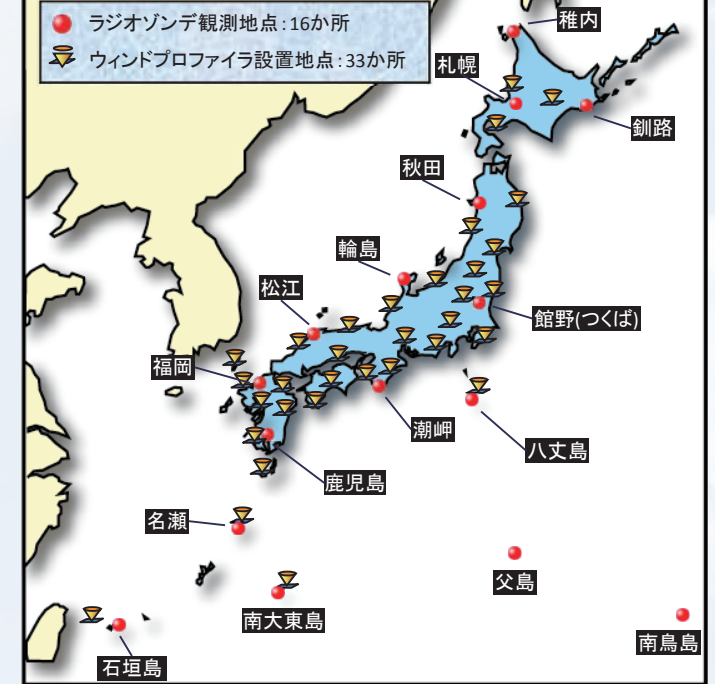 ラジオゾンデ観測地点:16か所
ウィンドプロファイラ設置地点:33か所
稚内
札幌
釧路
秋田
輪島
松江
館野(つくば)
福岡
潮岬
八丈島
鹿児島
名瀬
父島
南大東島
南鳥島
石垣島